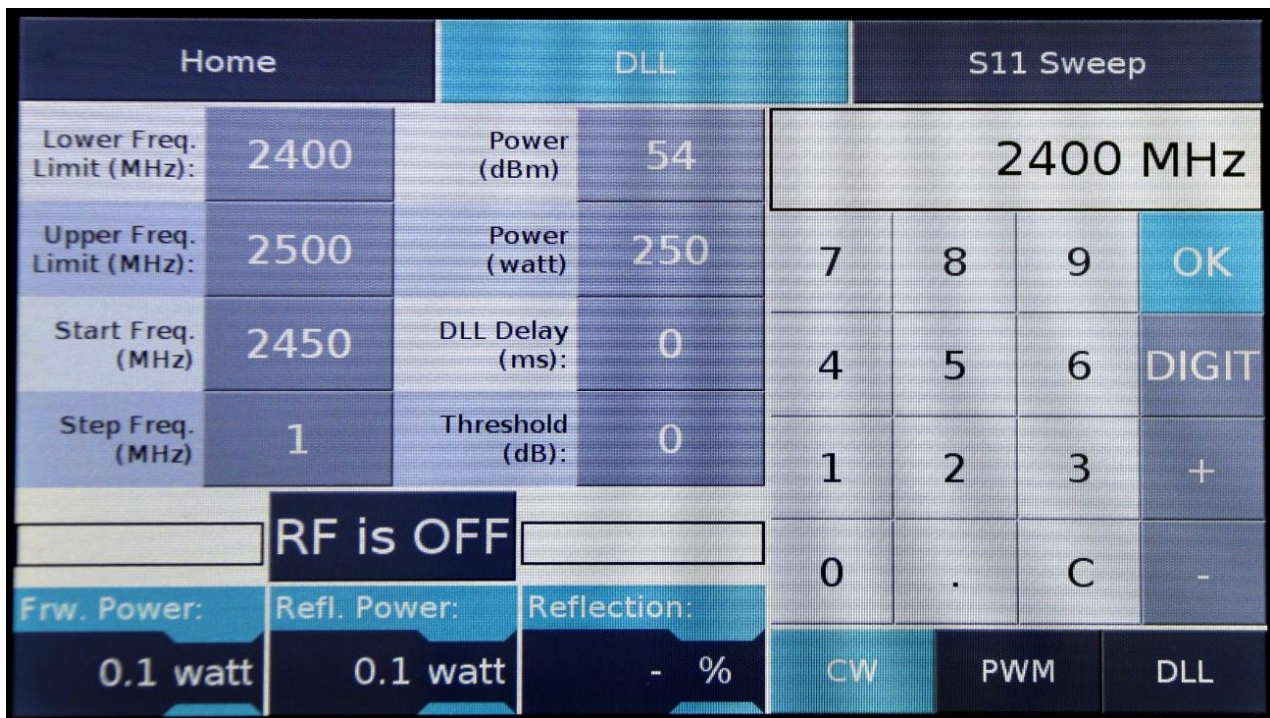 Home
DLL
S11 Sweep
Lower Freq.
Limit (MHz):
2400
Power
(dBm)
54
2400 MHz
Upper Freq.
Limit (MHz):
2500
Power
(watt)
250
7
8
9
OK
Start Freq.
(MHz)
2450
DLL Delay
(ms):
0
4
5
6
DIGIT
Step Freq.
(MHz)
1
Threshold
(dB):
0
1
2
3
+
RF is OFF
0
.
C
-
Frw. Power:
Refl. Power:
Reflection:
0.1 watt
0.1 watt
- %
CW
PWM
DLL